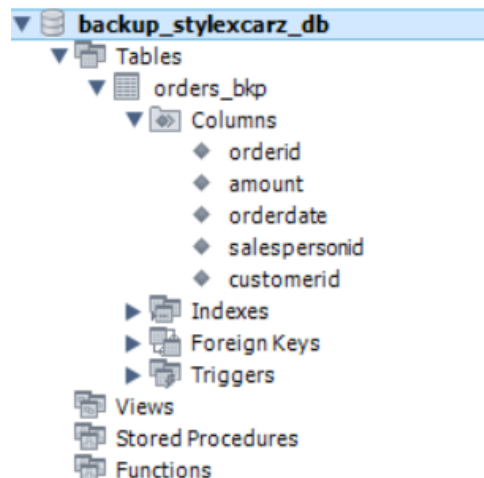 backup_stylexcarz_db
Tables
orders_bkp
Columns
orderid
amount
orderdate
salespersonid
customerid
Indexes
Foreign Keys
Triggers
Views
Stored Procedures
Functions